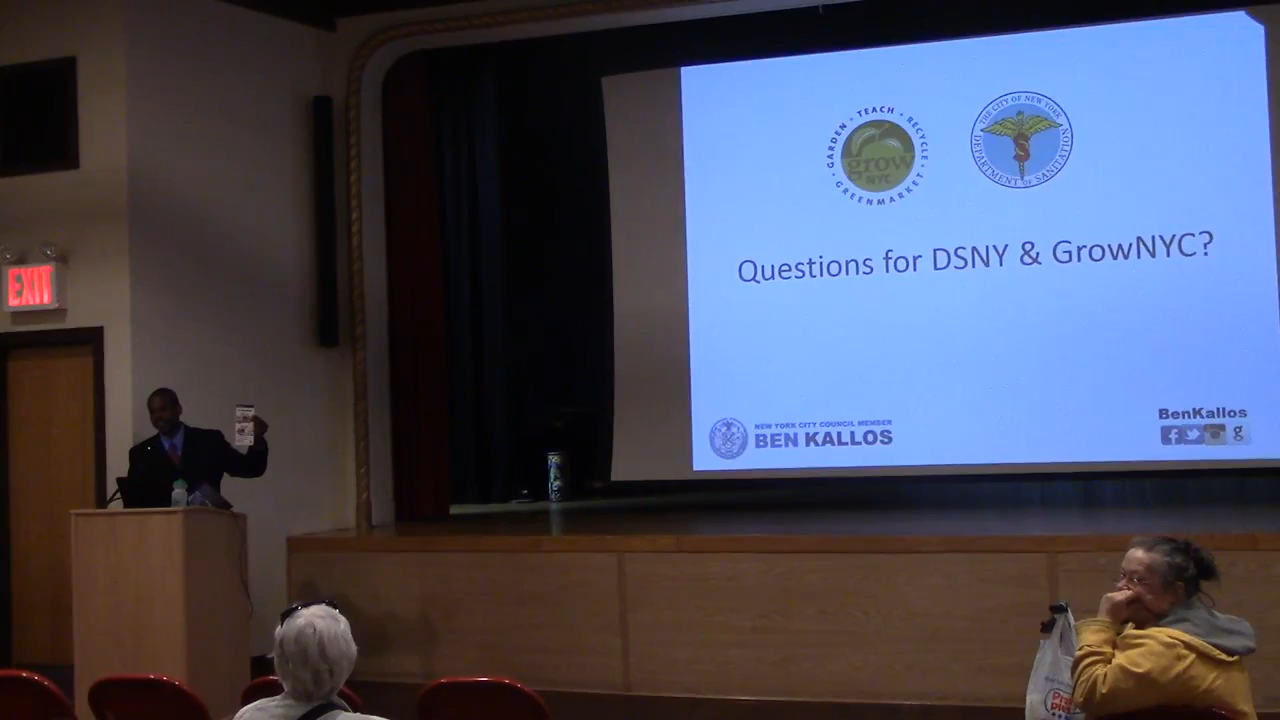 GARDEN • TEACH • RECYCLE • GREENMARKET
grow
NYC
THE CITY OF NEW YORK
DEPARTMENT OF SANITATION
Questions for DSNY & GrowNYC?
NEW YORK CITY COUNCIL MEMBER
BEN KALLOS
BenKallos
f
g
EXIT